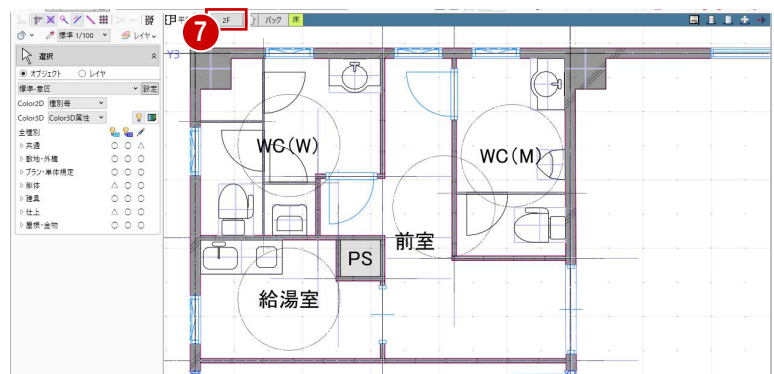 平
7
2F
バック
床
標準 1/100
レイヤ
選択
オブジェクト
レイヤ
標準-意匠
設定
Color2D
種別毎
Color3D
Color3D属性
全種別
共通
敷地・外構
プラン・単体規定
躯体
建具
仕上
屋根・金物
Y3
WC(W)
WC(M)
前室
PS
給湯室